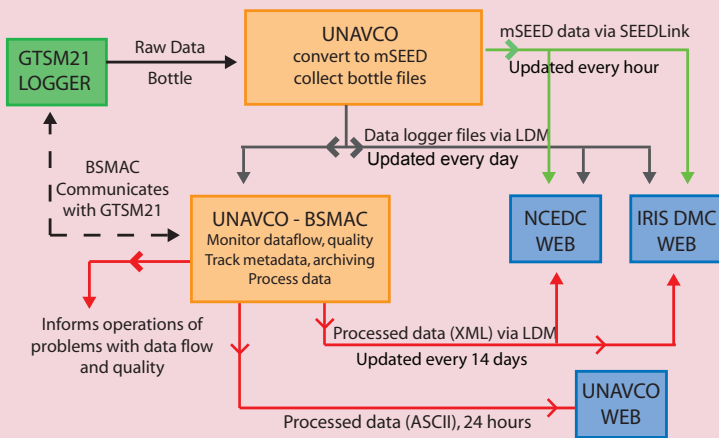 GTSM21
LOGGER
Raw Data
Bottle
UNAVCO
convert to mSEED
collect bottle files
mSEED data via SEEDLink
Updated every hour
Data logger files via LDM
Updated every day
BSMAC
Communicates
with GTSM21
UNAVCO - BSMAC
Monitor dataflow, quality
Track metadata, archiving
Process data
NCEDC
WEB
IRIS DMC
WEB
Informs operations of
problems with data flow
and quality
Processed data (XML) via LDM
Updated every 14 days
Processed data (ASCII), 24 hours
UNAVCO
WEB